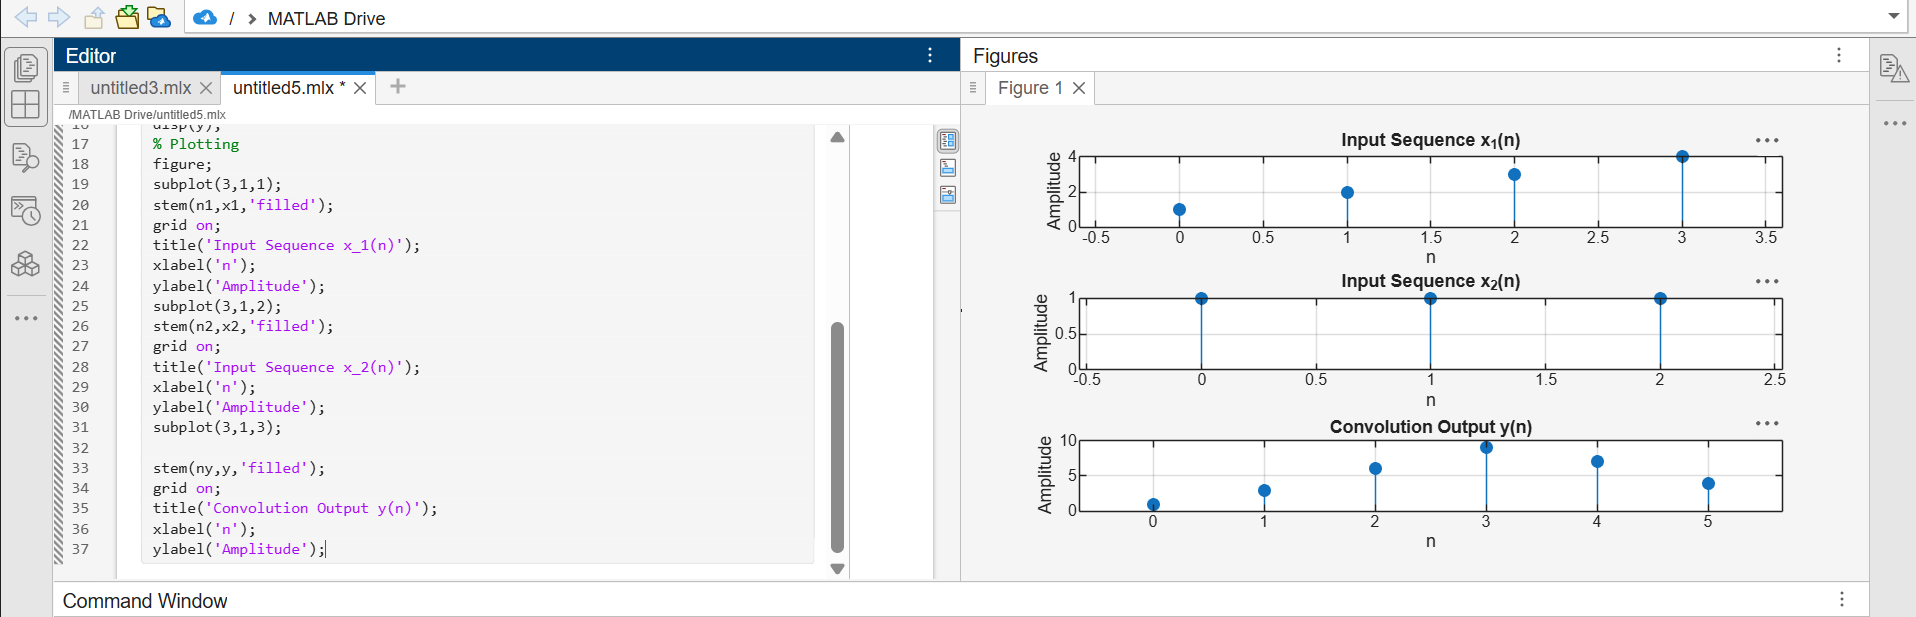 / > MATLAB Drive
Editor
untitled3.mlx
untitled5.mlx *
/MATLAB Drive/untitled5.mlx
16 disp(y);
17 % Plotting
18 figure;
19 subplot(3,1,1);
20 stem(n1,x1,'filled');
21 grid on;
22 title('Input Sequence x_1(n)');
23 xlabel('n');
24 ylabel('Amplitude');
25 subplot(3,1,2);
26 stem(n2,x2,'filled');
27 grid on;
28 title('Input Sequence x_2(n)');
29 xlabel('n');
30 ylabel('Amplitude');
31 subplot(3,1,3);
32
33 stem(ny,y,'filled');
34 grid on;
35 title('Convolution Output y(n)');
36 xlabel('n');
37 ylabel('Amplitude');
Figures
Figure 1
Input Sequence x₁(n)
Amplitude
4
2
0
-0.5 0 0.5 1 1.5 2 2.5 3 3.5
n
Input Sequence x₂(n)
Amplitude
1
0.5
0
-0.5 0 0.5 1 1.5 2 2.5
n
Convolution Output y(n)
Amplitude
10
5
0
0 1 2 3 4 5
n
Command Window